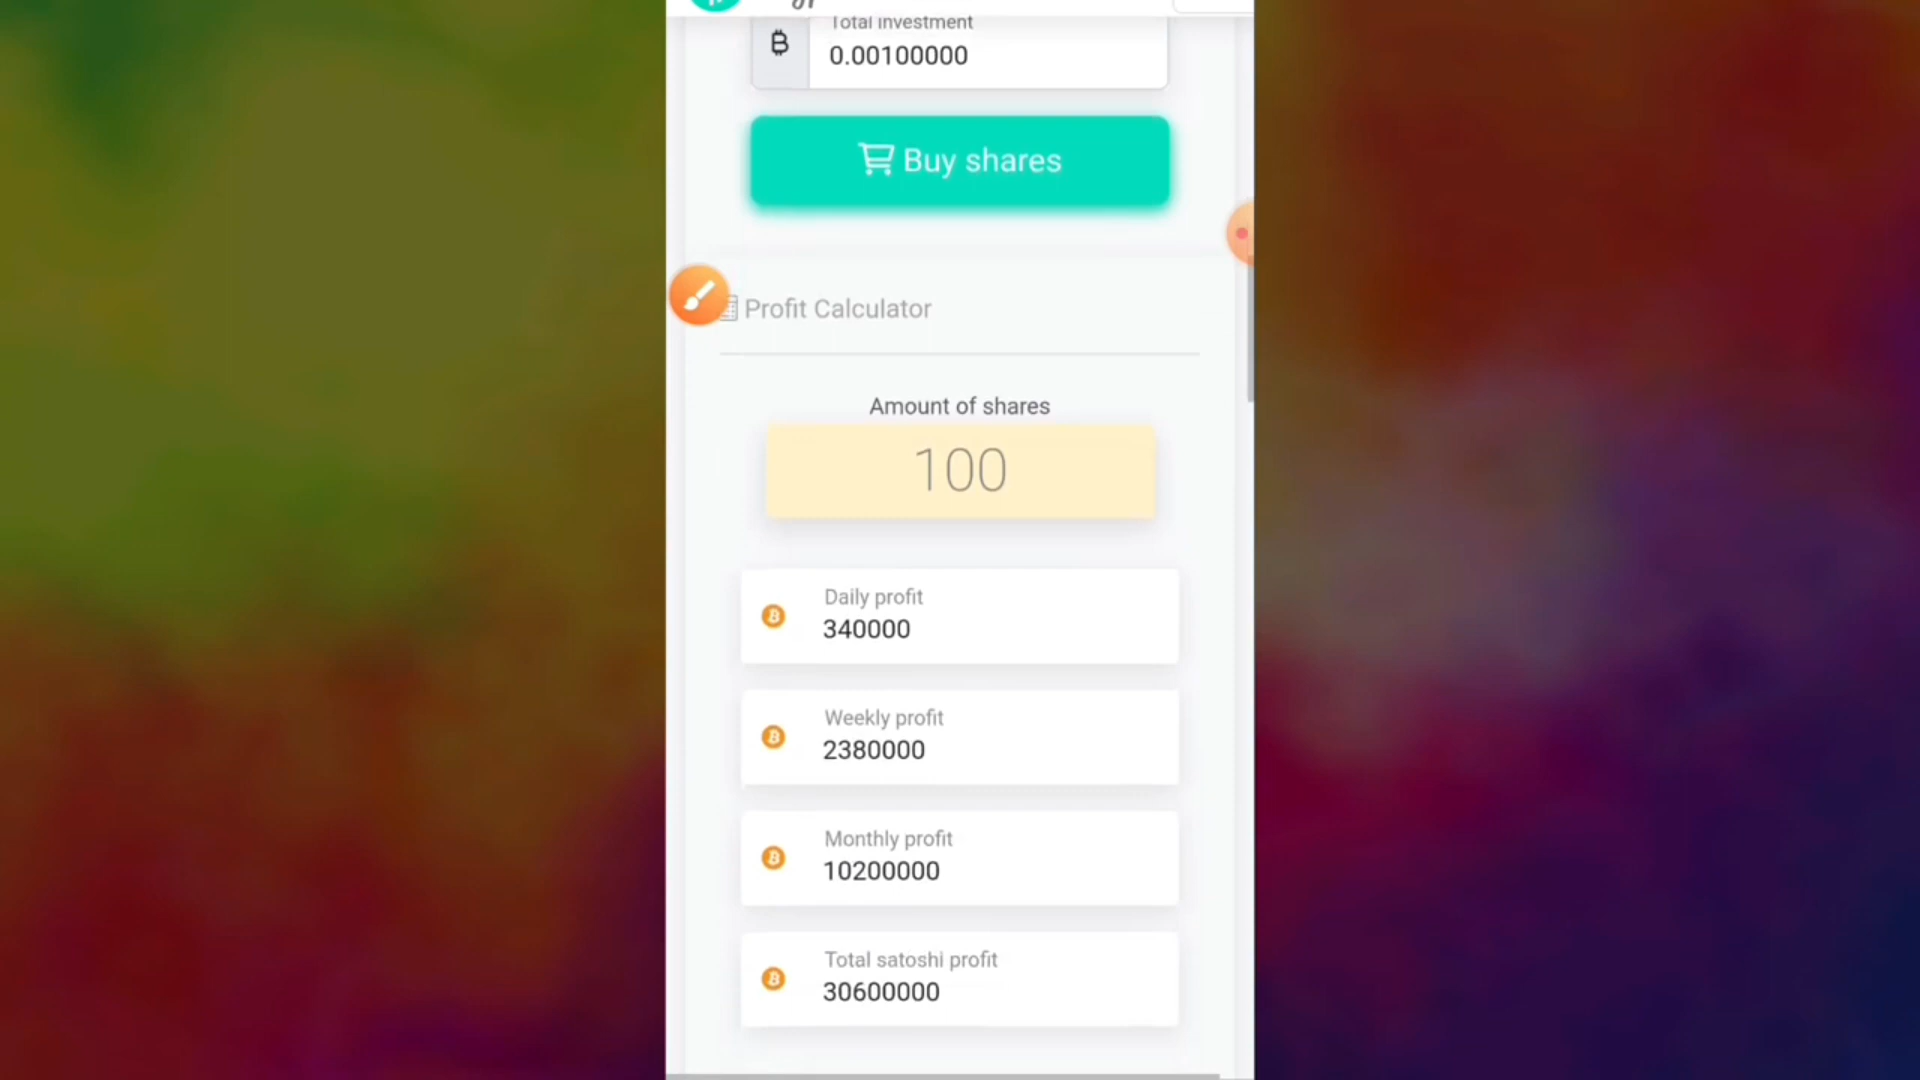 Total investment
0.00100000
Buy shares
Profit Calculator
Amount of shares
100
Daily profit
340000
Weekly profit
2380000
Monthly profit
10200000
Total satoshi profit
30600000